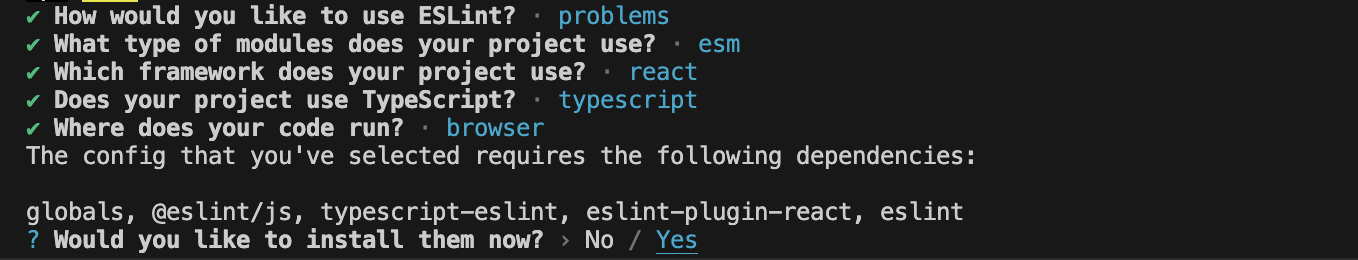 ✔ How would you like to use ESLint? · problems
✔ What type of modules does your project use? · esm
✔ Which framework does your project use? · react
✔ Does your project use TypeScript? · typescript
✔ Where does your code run? · browser
The config that you've selected requires the following dependencies:
globals, @eslint/js, typescript-eslint, eslint-plugin-react, eslint
? Would you like to install them now? › No / Yes